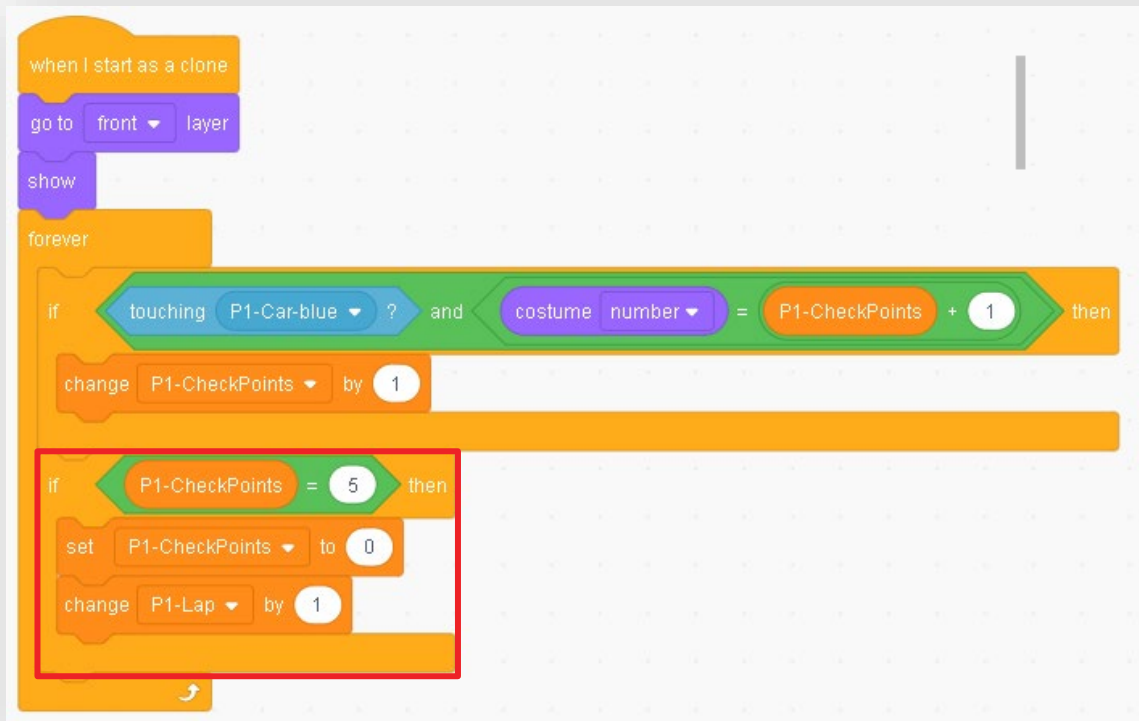 when I start as a clone
go to front layer
show
forever
if touching P1-Car-blue ? and costume number = P1-CheckPoints + 1 then
change P1-CheckPoints by 1
if P1-CheckPoints = 5 then
set P1-CheckPoints to 0
change P1-Lap by 1